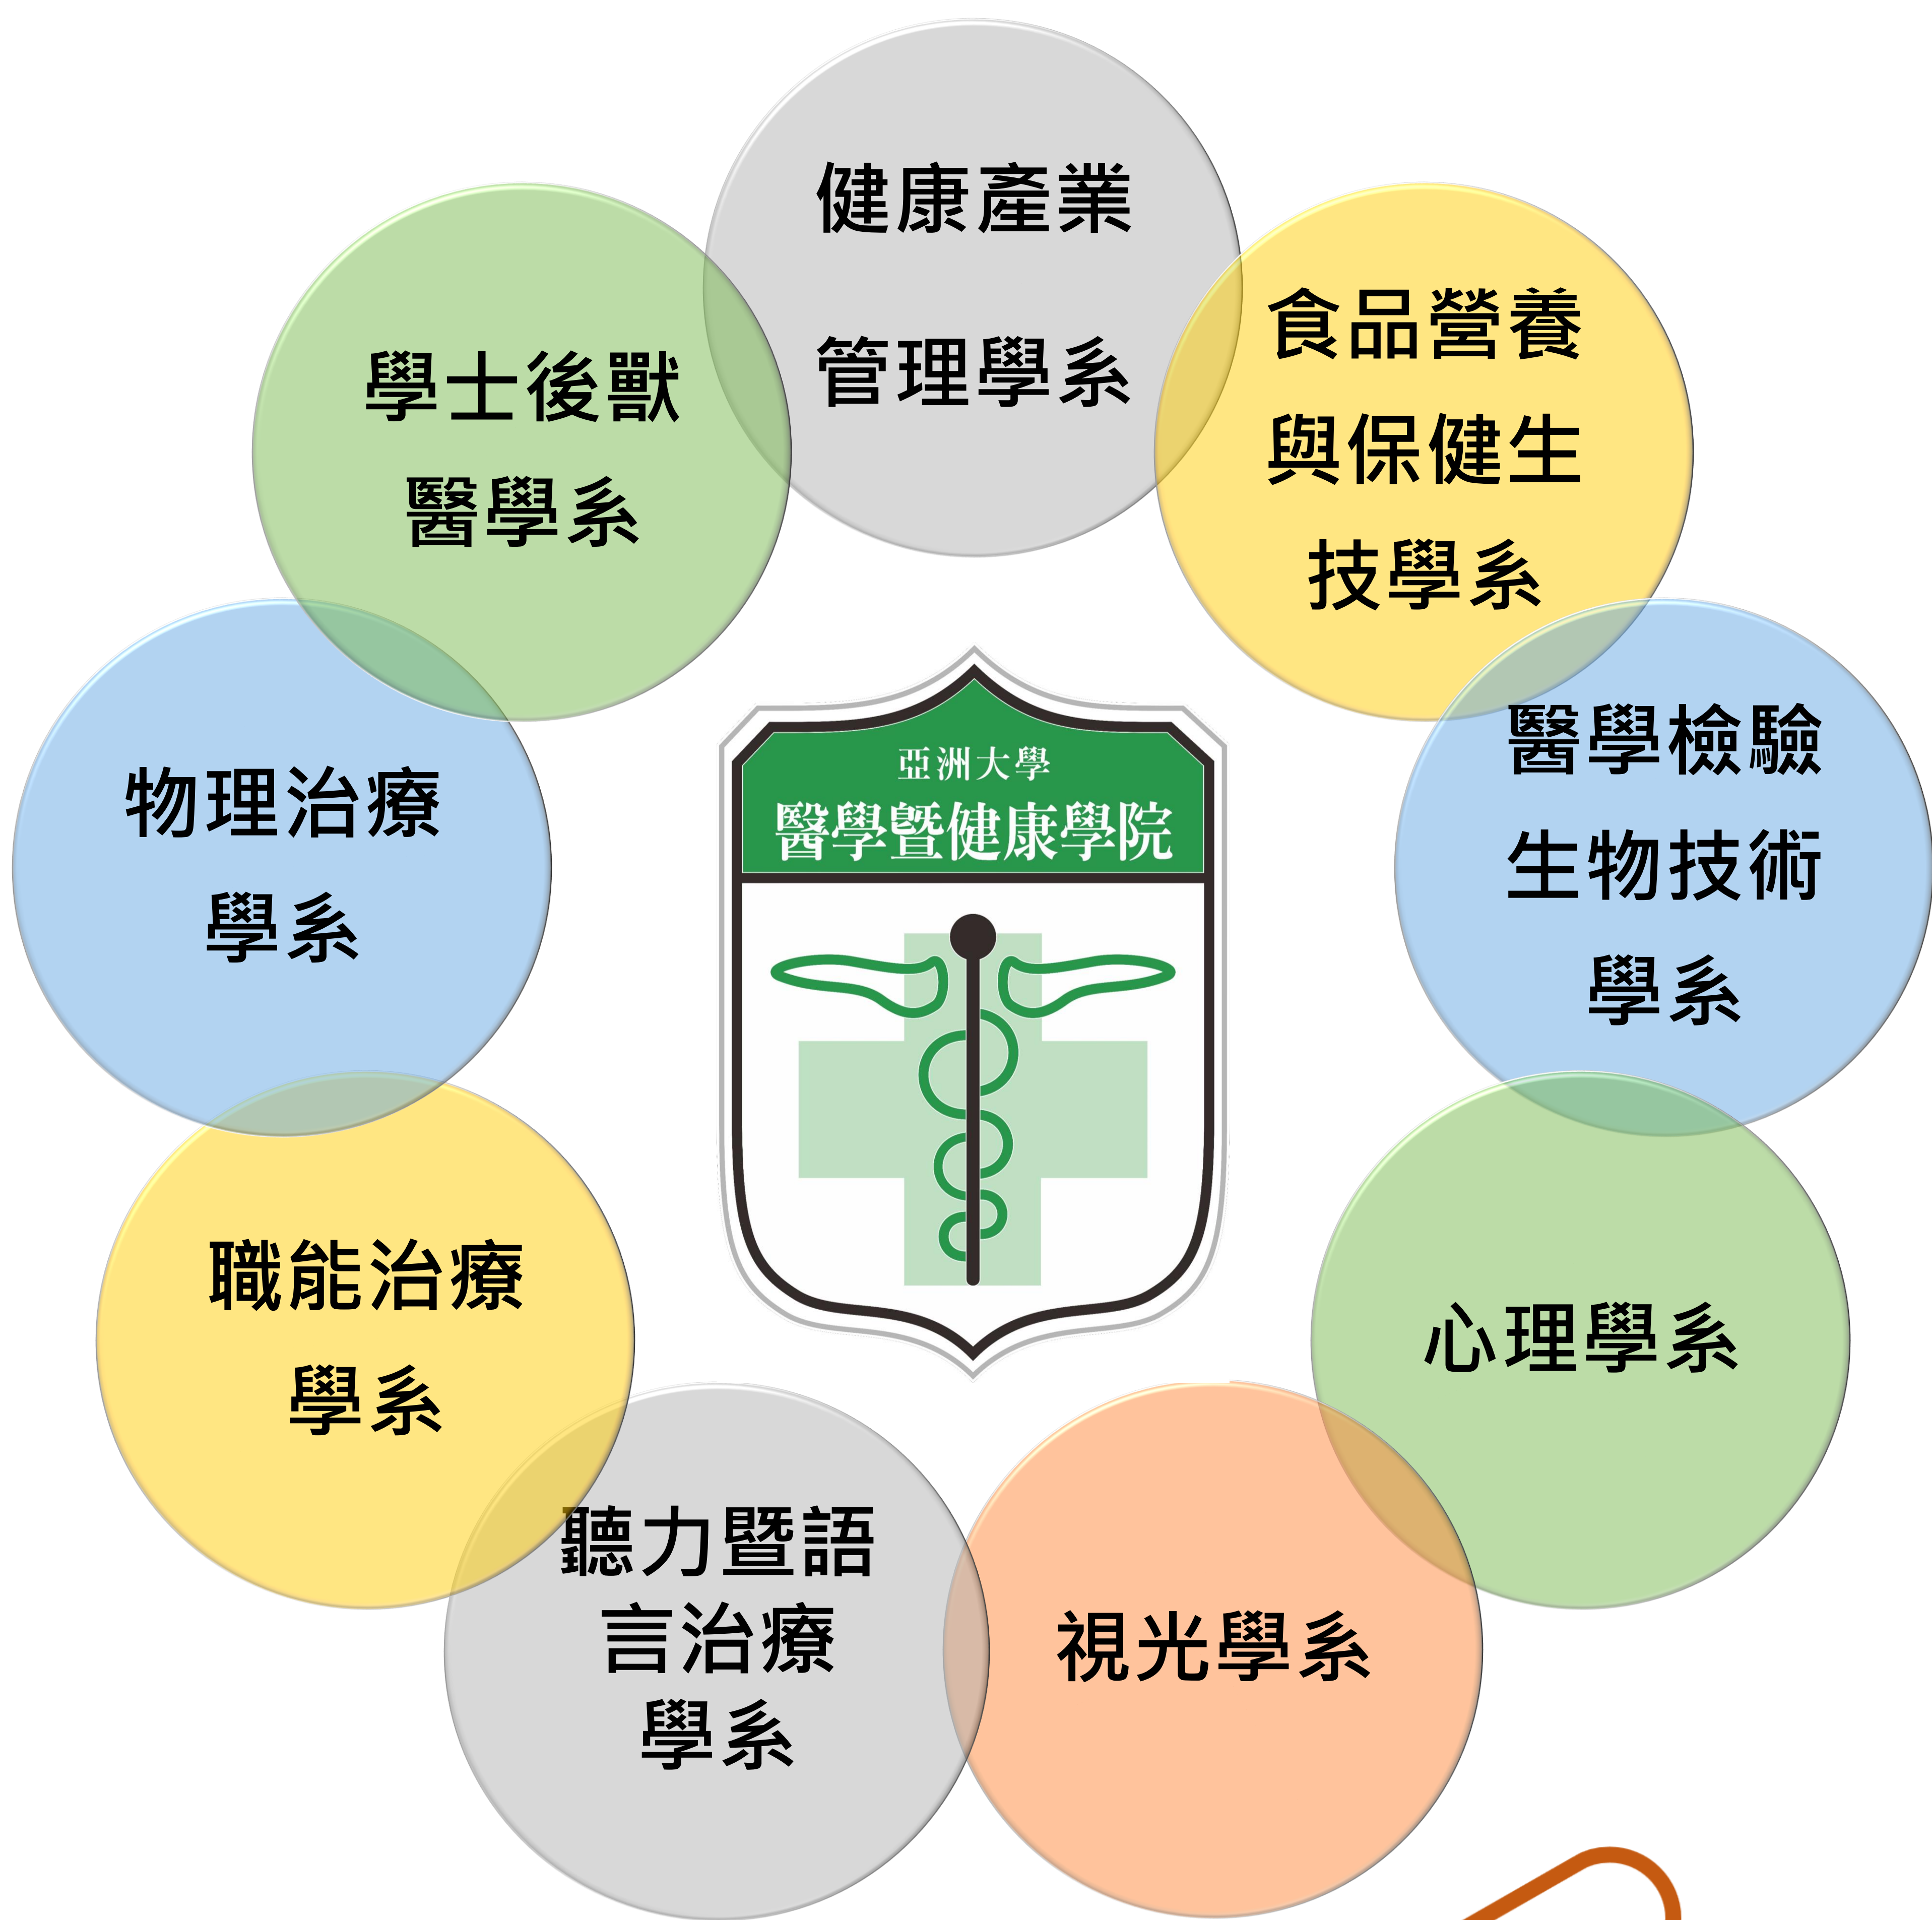 健康產業
管理學系
食品營養
與保健生
技學系
醫學檢驗
生物技術
學系
心理學系
視光學系
聽力暨語
言治療
學系
職能治療
學系
物理治療
學系
學士後獸
醫學系
亞洲大學
醫學暨健康學院